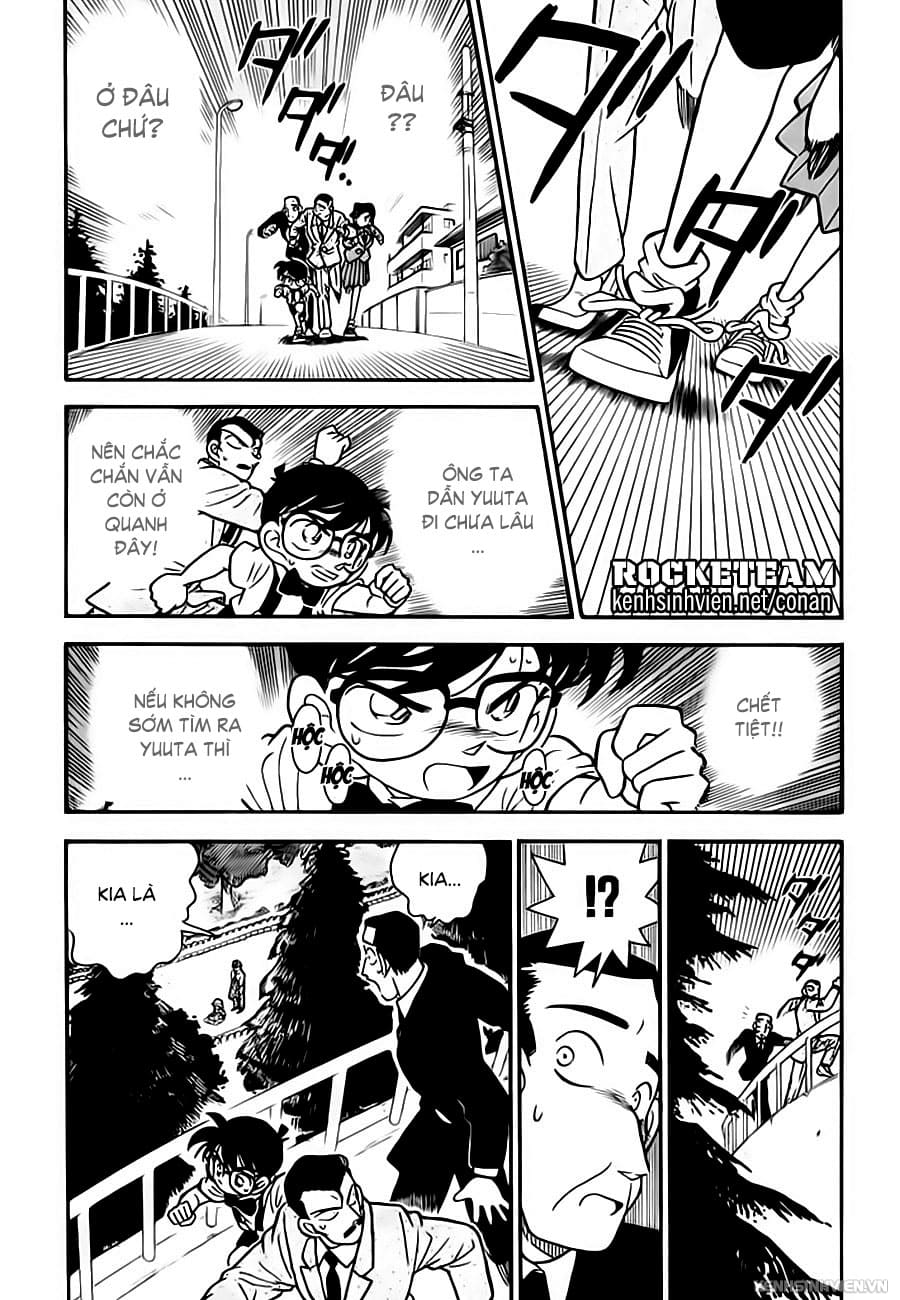 ダ
ダ
ダ
ダ
ダ
ダ
ダ..
ĐÂU
??
Ở ĐÂU
CHỨ?
ÔNG TA
DẪN YUUTA
ĐI CHƯA LÂU
...
NÊN CHẮC
CHẮN VẪN
CÒN Ở
QUANH
ĐÂY!
ROCKETEAM
kenhsinhvien.net/conan
CHẾT
TIỆT!!
NẾU KHÔNG
SỚM TÌM RA
YUUTA THÌ
...
HỘC
HỘC
HỘC
ダ
ダ
ダ
!?
KIA...
KIA LÀ
...
KENHSINHVIEN.VN